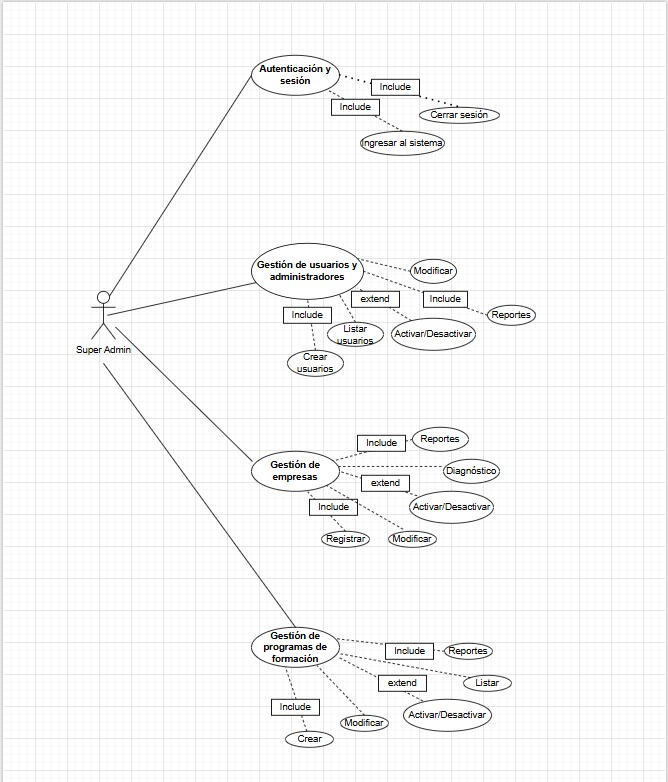 Autenticación y
sesión
Include
Include
Cerrar sesión
Ingresar al sistema
Gestión de usuarios y
administradores
Modificar
extend
Include
Include
Reportes
Listar
usuarios
Activar/Desactivar
Crear
usuarios
Super Admin
Include
Reportes
Gestión de
empresas
Diagnóstico
extend
Include
Activar/Desactivar
Registrar
Modificar
Gestión de
programas de
formación
Include
Reportes
extend
Listar
Include
Activar/Desactivar
Modificar
Crear